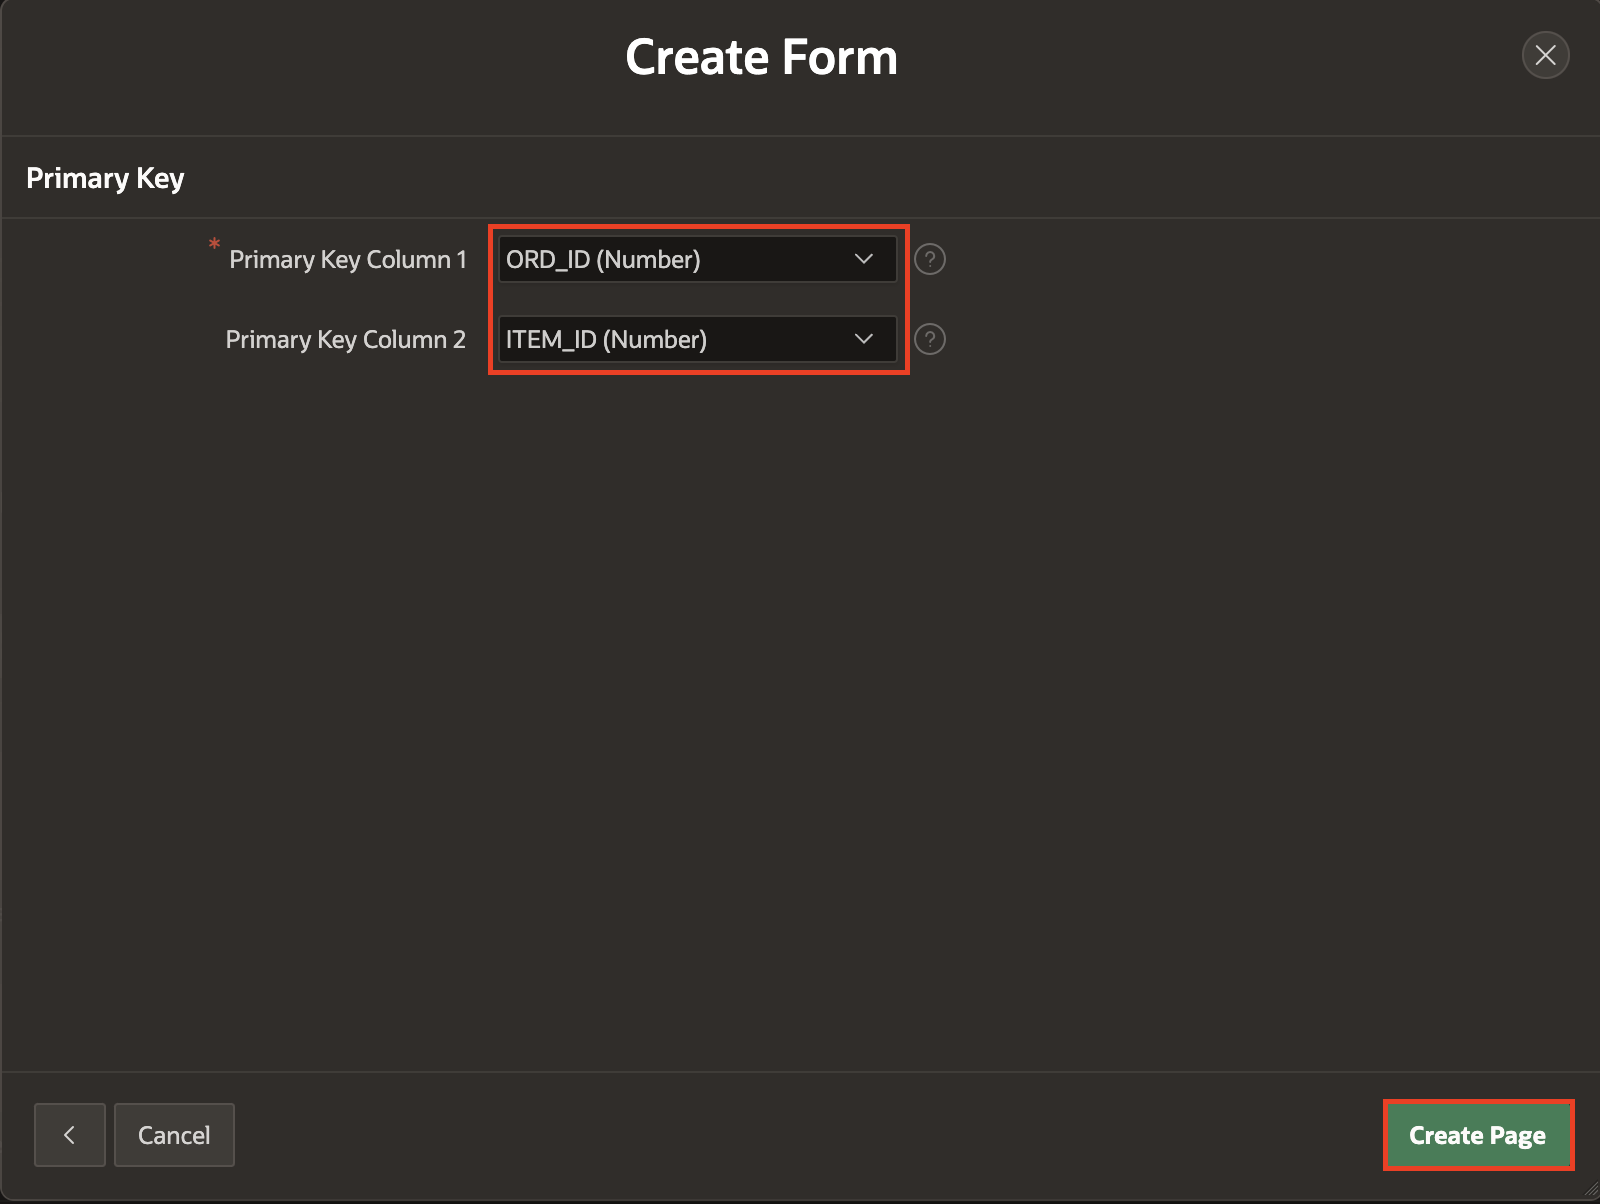 Create Form
Primary Key
* Primary Key Column 1 ORD_ID (Number) ?
Primary Key Column 2 ITEM_ID (Number) ?
Cancel Create Page